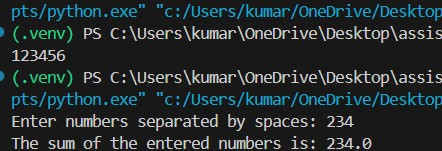 pts/python.exe" "c:/Users/kumar/OneDrive/Desktop
(.venv) PS C:\Users\kumar\OneDrive\Desktop\assis
123456
(.venv) PS C:\Users\kumar\OneDrive\Desktop\assis
pts/python.exe" "c:/Users/kumar/OneDrive/Desktop
Enter numbers separated by spaces: 234
The sum of the entered numbers is: 234.0